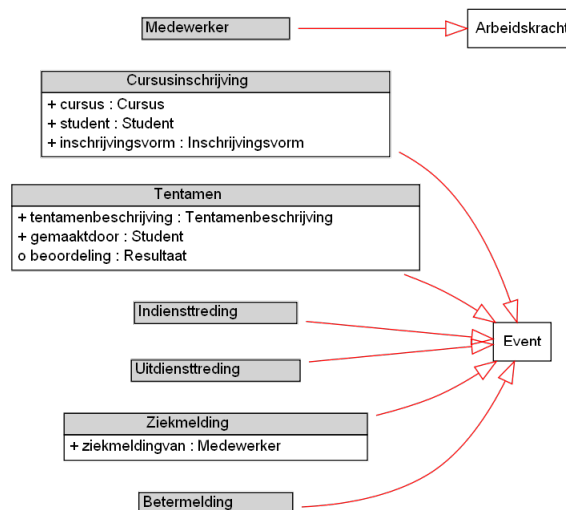 Medewerker
Arbeidskracht
Cursusinschrijving
+ cursus : Cursus
+ student : Student
+ inschrijvingsvorm : Inschrijvingsvorm
Tentamen
+ tentamenbeschrijving : Tentamenbeschrijving
+ gemaaktdoor : Student
o beoordeling : Resultaat
Indiensttreding
Event
Uitdiensttreding
Ziekmelding
+ ziekmeldingvan : Medewerker
Betermelding